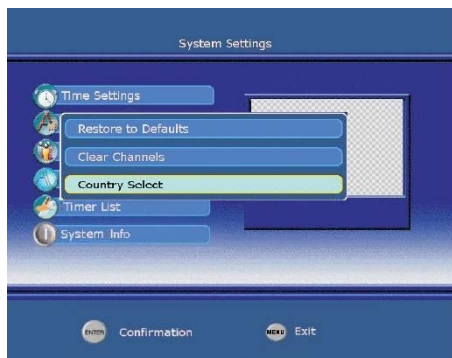 System Settings
Time Settings
Restore to Defaults
Clear Channels
Country Select
Timer List
System Info
ENTER Confirmation MENU Exit